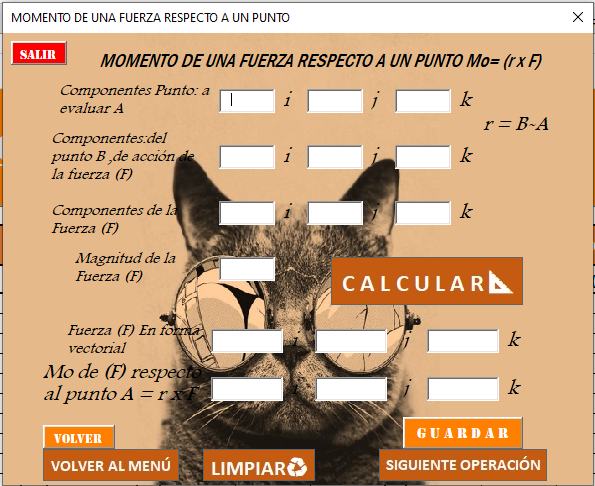 MOMENTO DE UNA FUERZA RESPECTO A UN PUNTO
SALIR
MOMENTO DE UNA FUERZA RESPECTO A UN PUNTO Mo= (r x F)
Componentes Punto: a
evaluar A
i j k
r = B-A
Componentes:del
punto B ,de acción de
la fuerza (F)
i j k
Componentes de la
Fuerza (F)
i j k
Magnitud de la
Fuerza (F)
CALCULAR
Fuerza (F) En forma
vectorial
i j k
Mo de (F) respecto
al punto A = r x F
i j k
VOLVER
GUARDAR
VOLVER AL MENÚ
LIMPIAR
SIGUIENTE OPERACIÓN